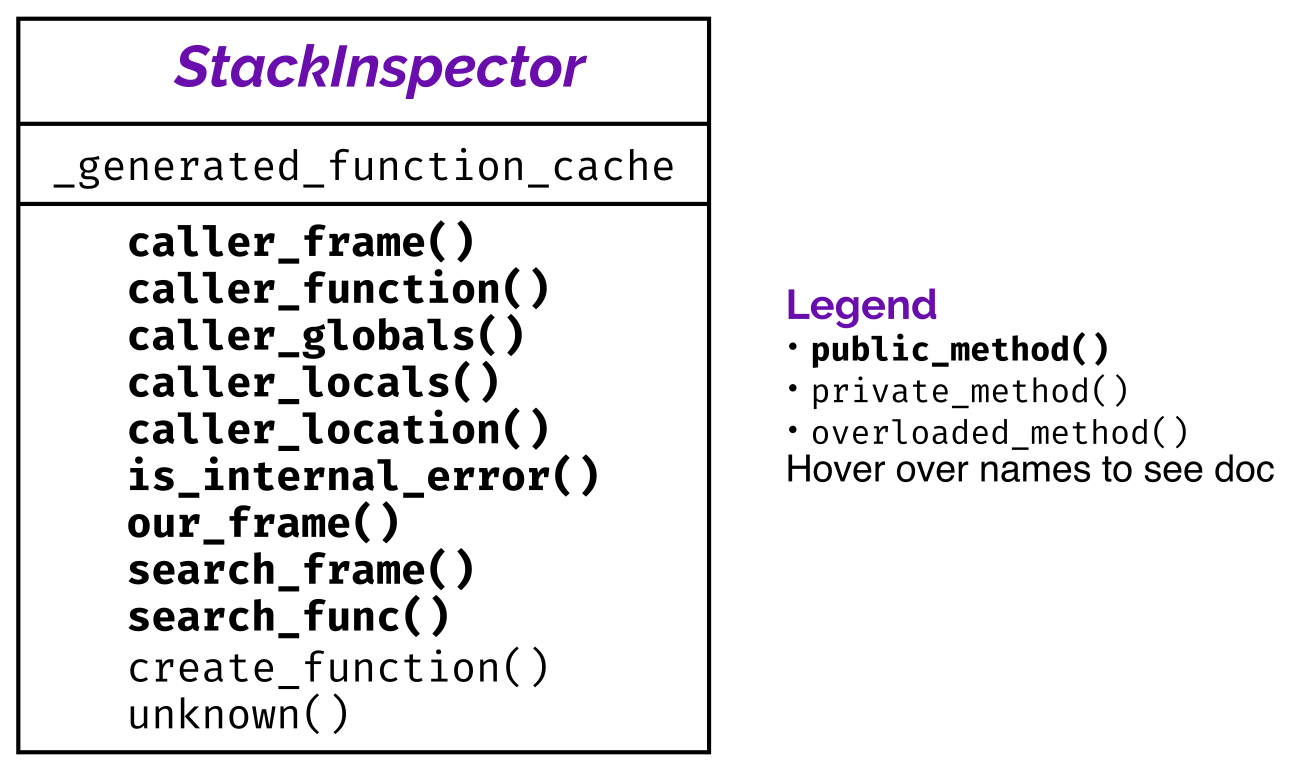 StackInspector
_generated_function_cache
caller_frame()
caller_function()
caller_globals()
caller_locals()
caller_location()
is_internal_error()
our_frame()
search_frame()
search_func()
create_function()
unknown()
Legend
• public_method()
• private_method()
• overloaded_method()
Hover over names to see doc